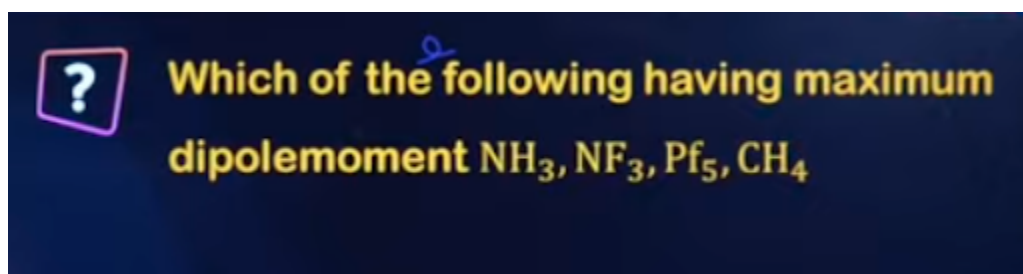 ?
Which of the following having maximum
dipolemoment NH₃, NF₃, Pf₅, CH₄